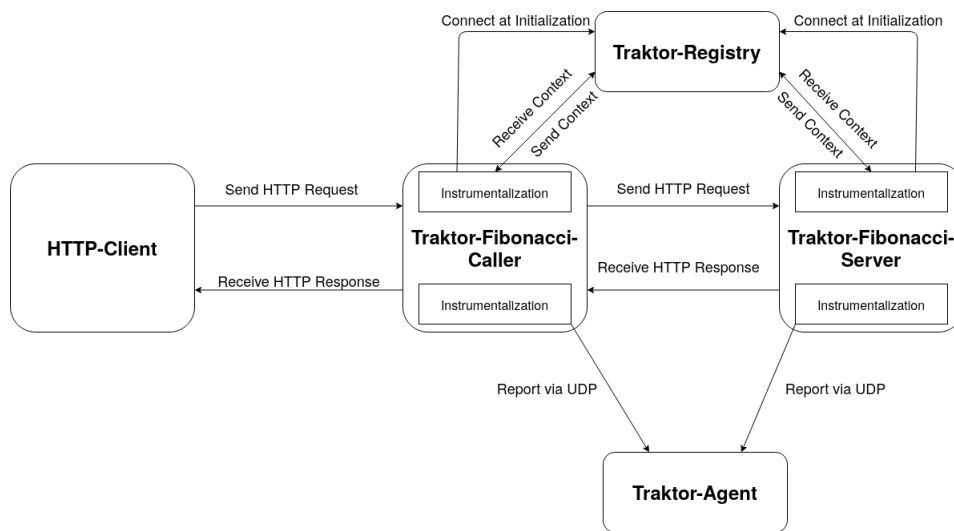 Connect at Initialization
Connect at Initialization
Traktor-Registry
Receive Context
Send Context
Receive Context
Send Context
Send HTTP Request
Instrumentalization
Send HTTP Request
Instrumentalization
HTTP-Client
Traktor-Fibonacci-
Caller
Traktor-Fibonacci-
Server
Receive HTTP Response
Receive HTTP Response
Instrumentalization
Instrumentalization
Report via UDP
Report via UDP
Traktor-Agent